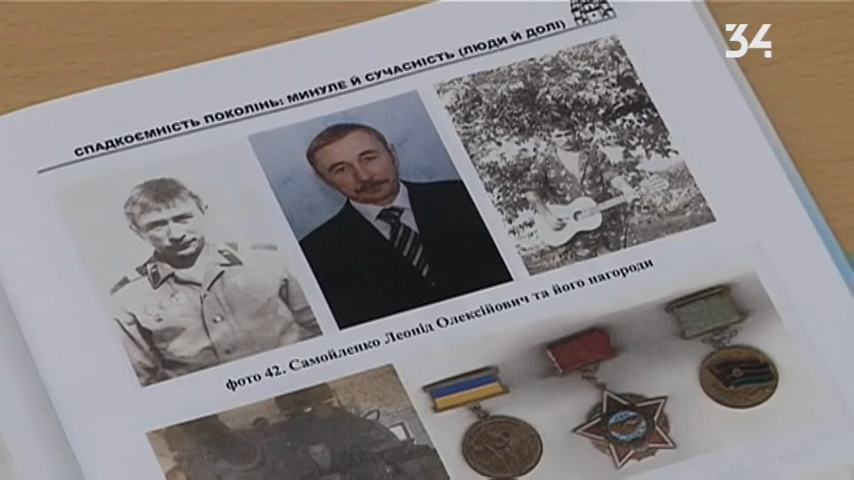 34
СПАДКОЄМНІСТЬ ПОКОЛІНЬ: МИНУЛЕ Й СУЧАСНІСТЬ (ЛЮДИ Й ДОЛІ)
фото 42. Самойленко Леонід Олексійович та його нагороди